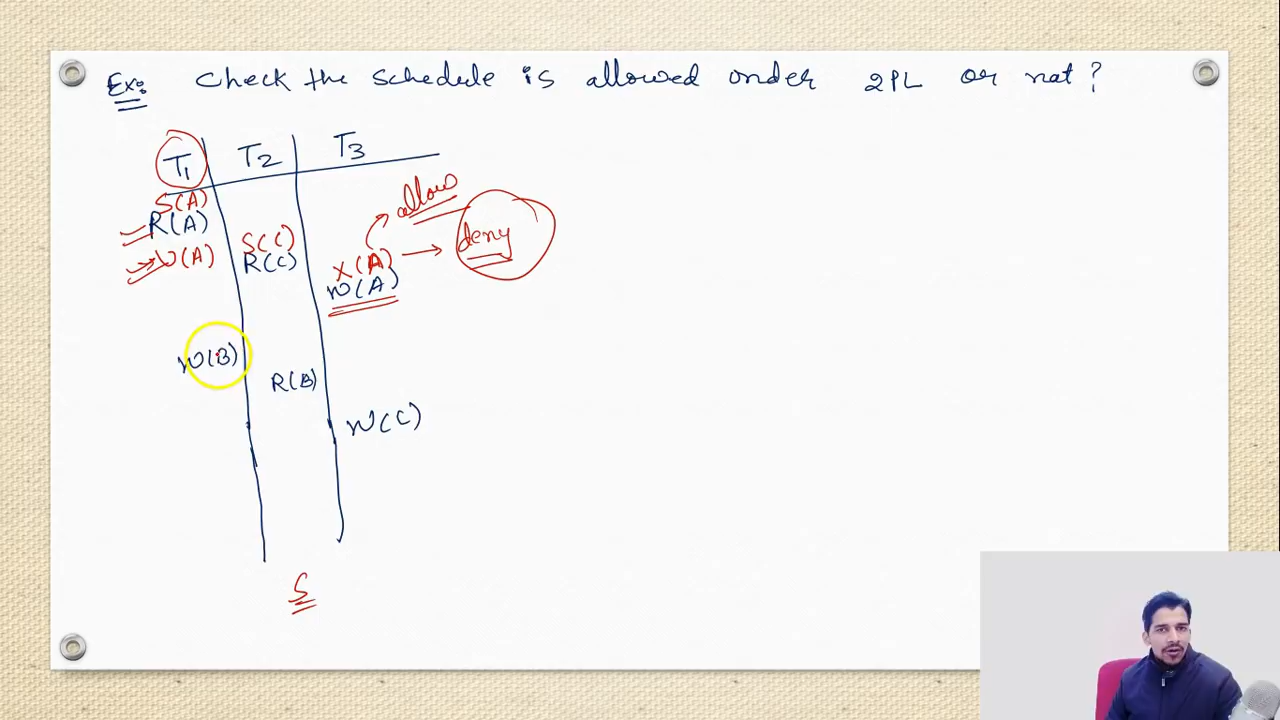 Ex:- Check the schedule is allowed under 2PL or not?
T1 T2 T3
S(A)
R(A)
U(A)
S(C)
R(C)
X(A)
W(A)
allow
deny
W(B)
R(B)
W(C)
S